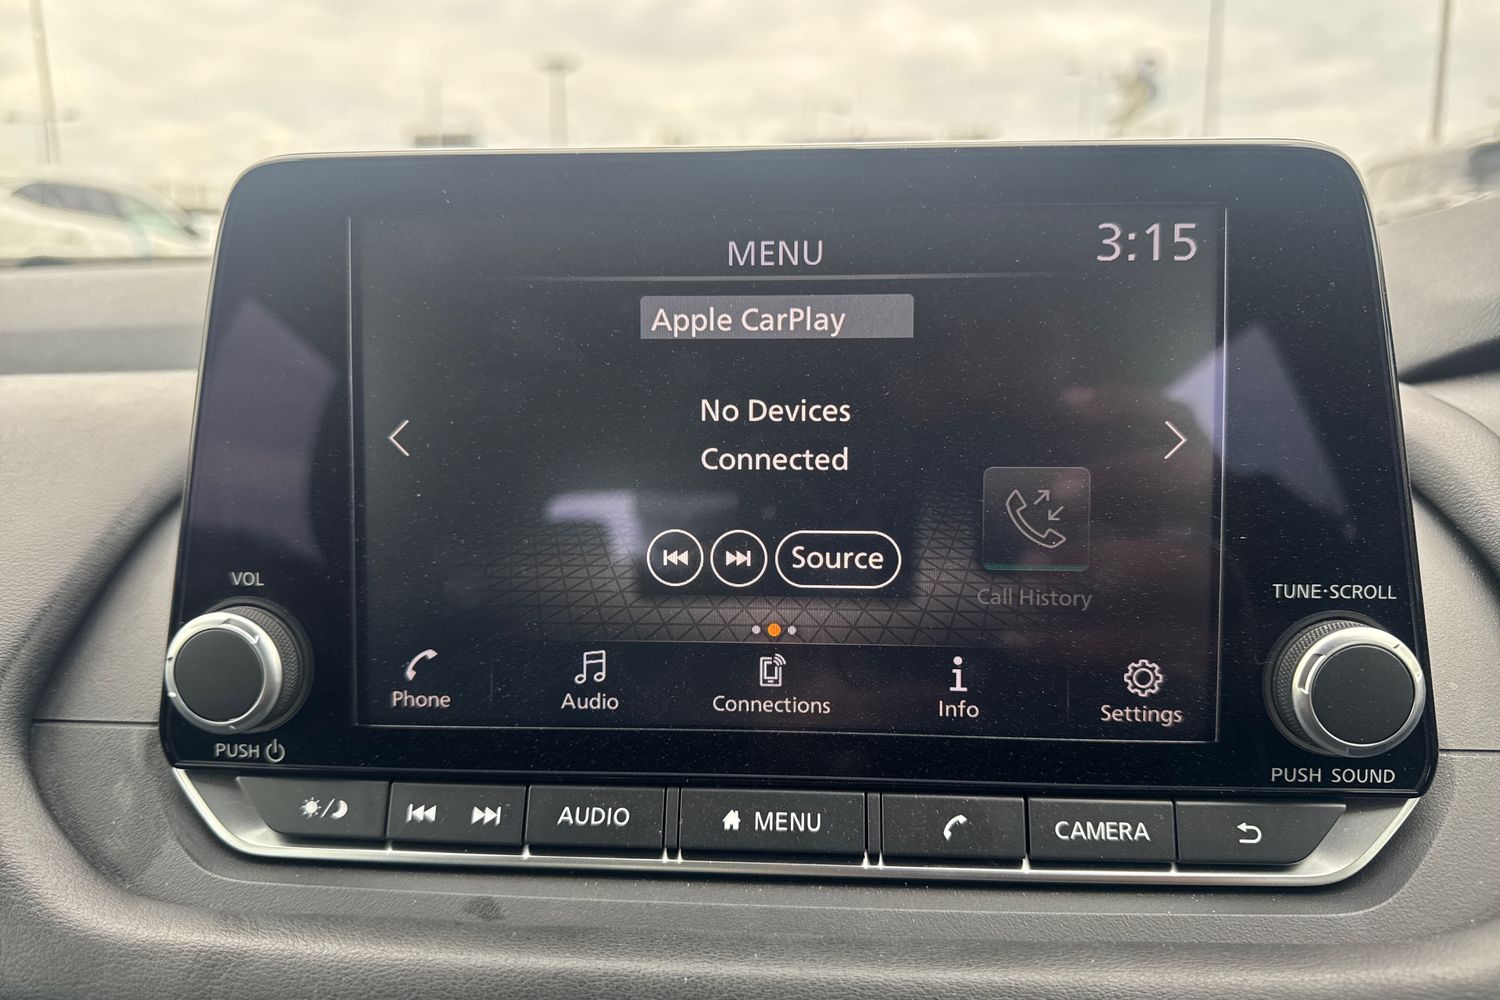 MENU
3:15
Apple CarPlay
No Devices
Connected
Source
Call History
Phone
Audio
Connections
Info
Settings
VOL
PUSH
TUNE·SCROLL
PUSH SOUND
AUDIO
MENU
CAMERA